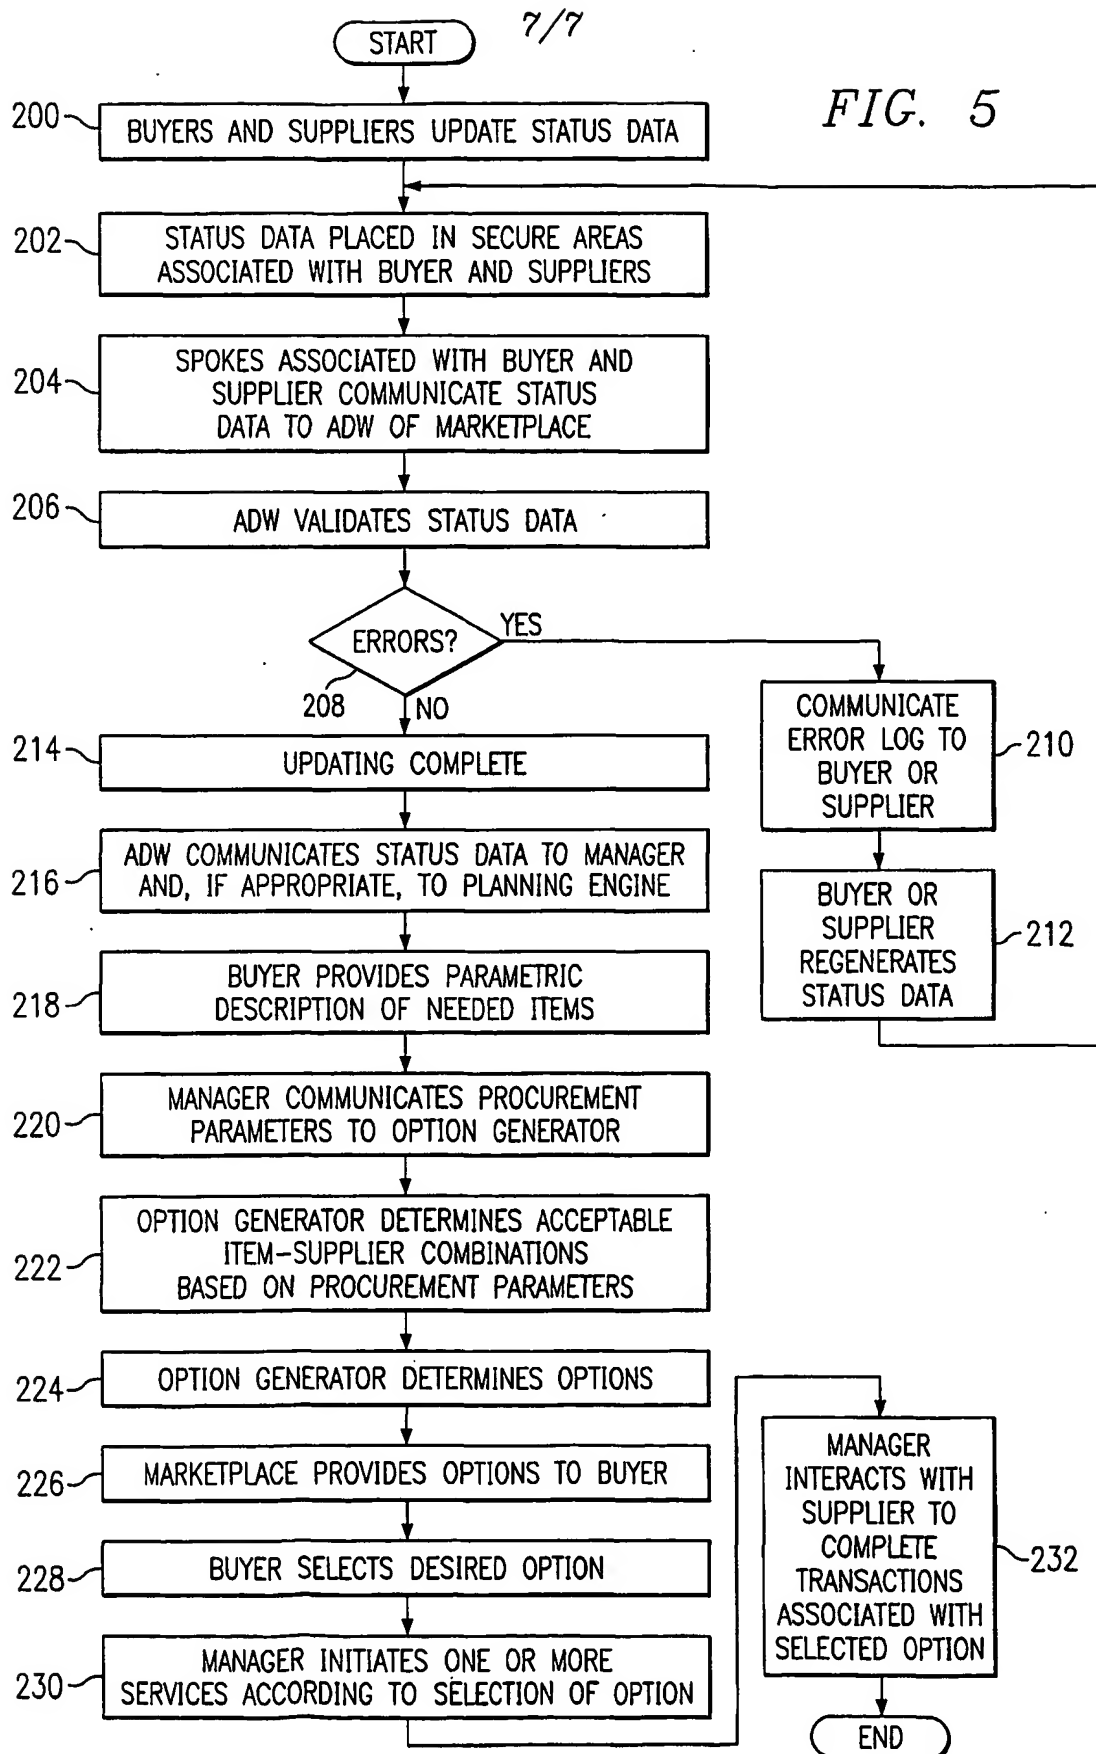 7/7
START
FIG. 5
200
BUYERS AND SUPPLIERS UPDATE STATUS DATA
202
STATUS DATA PLACED IN SECURE AREAS
ASSOCIATED WITH BUYER AND SUPPLIERS
204
SPOKES ASSOCIATED WITH BUYER AND
SUPPLIER COMMUNICATE STATUS
DATA TO ADW OF MARKETPLACE
206
ADW VALIDATES STATUS DATA
ERRORS?
YES
208
NO
COMMUNICATE
ERROR LOG TO
BUYER OR
SUPPLIER
210
BUYER OR
SUPPLIER
REGENERATES
STATUS DATA
212
214
UPDATING COMPLETE
216
ADW COMMUNICATES STATUS DATA TO MANAGER
AND, IF APPROPRIATE, TO PLANNING ENGINE
218
BUYER PROVIDES PARAMETRIC
DESCRIPTION OF NEEDED ITEMS
220
MANAGER COMMUNICATES PROCUREMENT
PARAMETERS TO OPTION GENERATOR
222
OPTION GENERATOR DETERMINES ACCEPTABLE
ITEM-SUPPLIER COMBINATIONS
BASED ON PROCUREMENT PARAMETERS
224
OPTION GENERATOR DETERMINES OPTIONS
226
MARKETPLACE PROVIDES OPTIONS TO BUYER
228
BUYER SELECTS DESIRED OPTION
230
MANAGER INITIATES ONE OR MORE
SERVICES ACCORDING TO SELECTION OF OPTION
MANAGER
INTERACTS WITH
SUPPLIER TO
COMPLETE
TRANSACTIONS
ASSOCIATED WITH
SELECTED OPTION
232
END